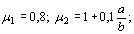 μ₁ = 0,8; μ₂ = 1 + 0,1 a/b;